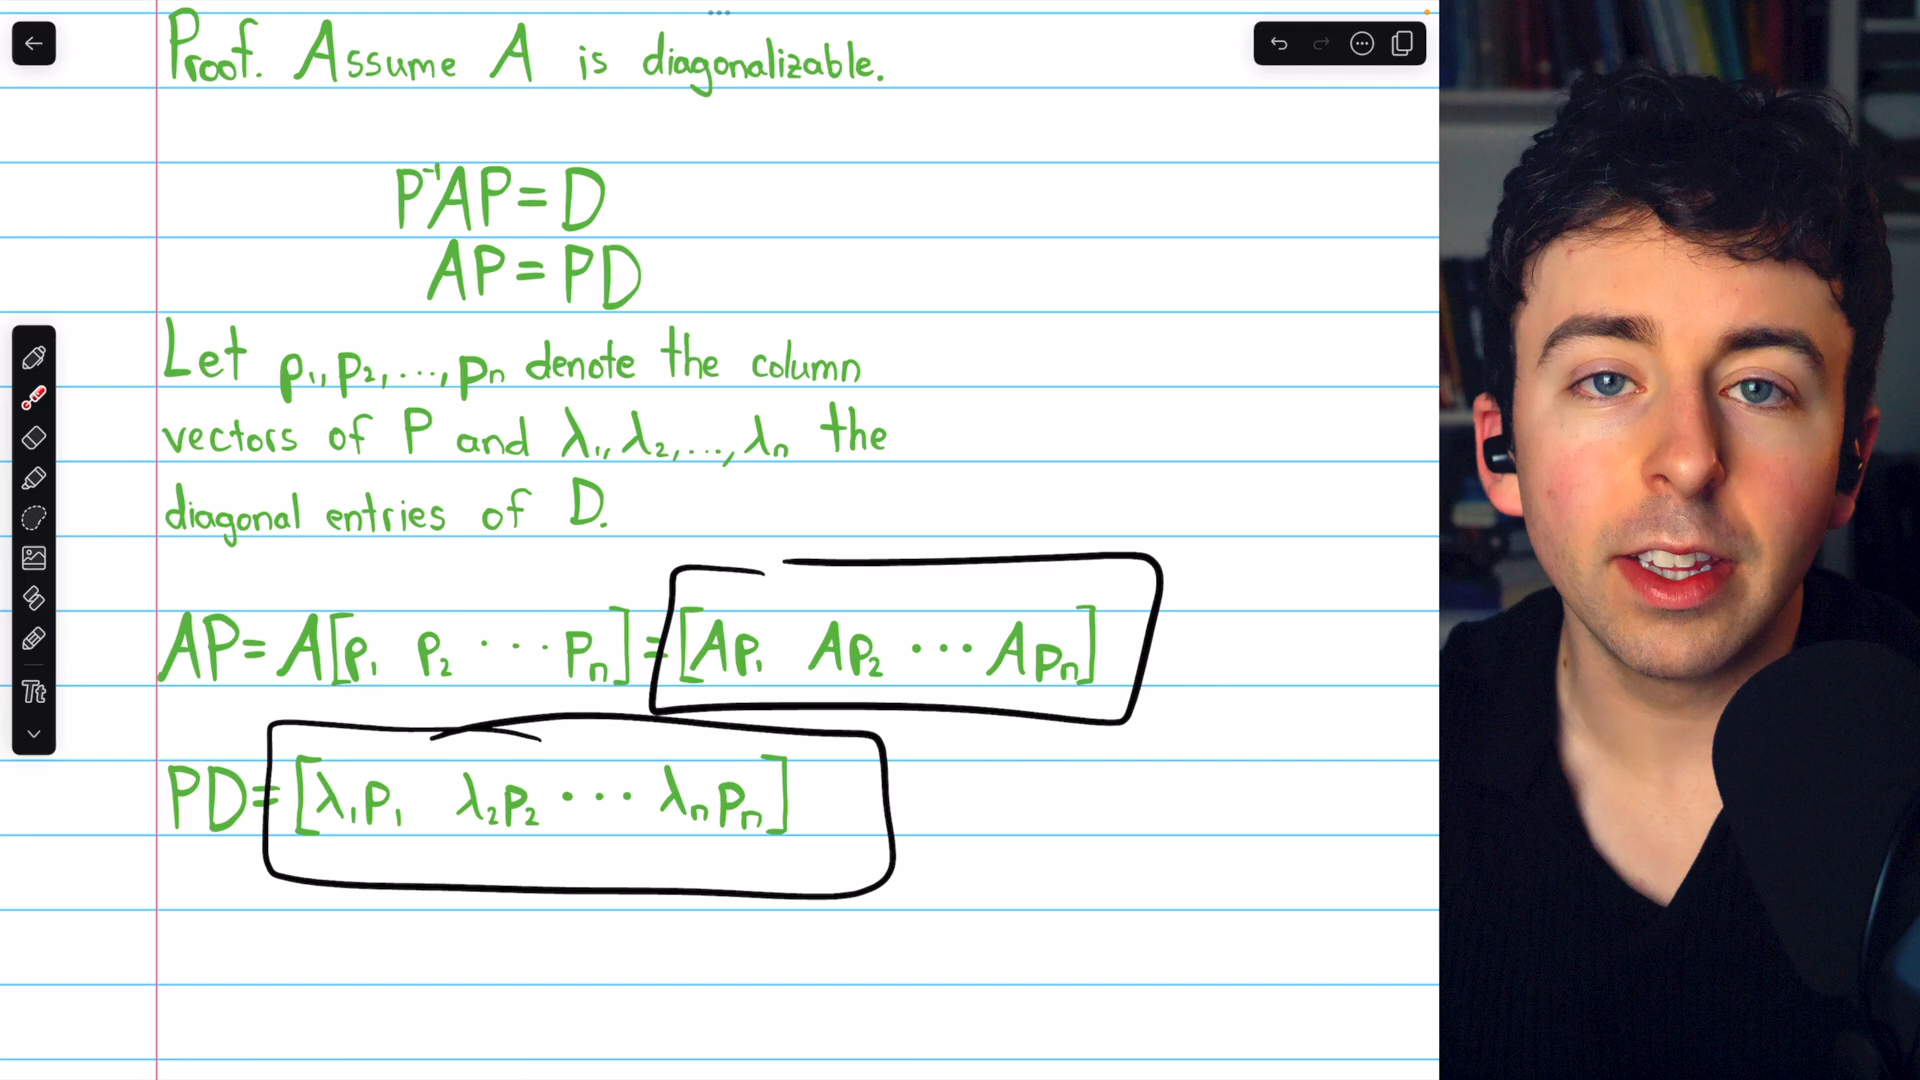 Proof. Assume A is diagonalizable.
P⁻¹AP = D
AP = PD
Let p₁, p₂, ..., pₙ denote the column
vectors of P and λ₁, λ₂, ..., λₙ the
diagonal entries of D.
AP = A[p₁ p₂ ··· pₙ] = [Ap₁ Ap₂ ··· Apₙ]
PD = [λ₁p₁ λ₂p₂ ··· λₙpₙ]
Tt